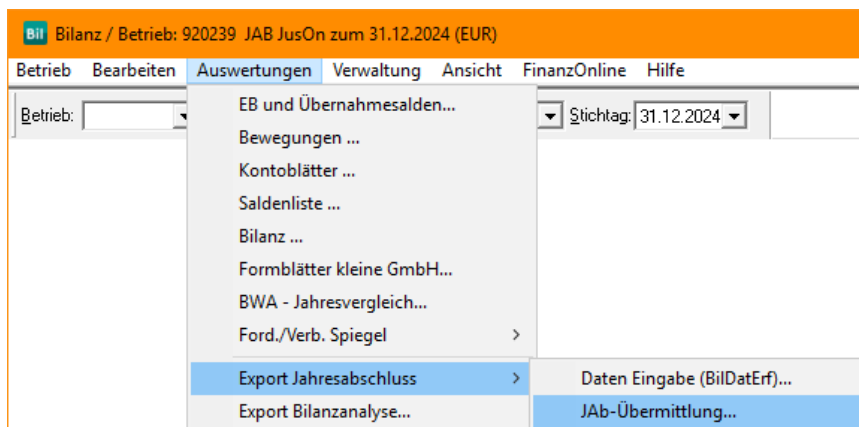 Bil Bilanz / Betrieb: 920239 JAB JusOn zum 31.12.2024 (EUR)
Betrieb Bearbeiten Auswertungen Verwaltung Ansicht FinanzOnline Hilfe
Betrieb: Stichtag: 31.12.2024
EB und Übernahmesalden...
Bewegungen ...
Kontoblätter ...
Saldenliste ...
Bilanz ...
Formblätter kleine GmbH...
BWA - Jahresvergleich...
Ford./Verb. Spiegel
Export Jahresabschluss
Daten Eingabe (BilDatErf)...
Export Bilanzanalyse...
JAb-Übermittlung...